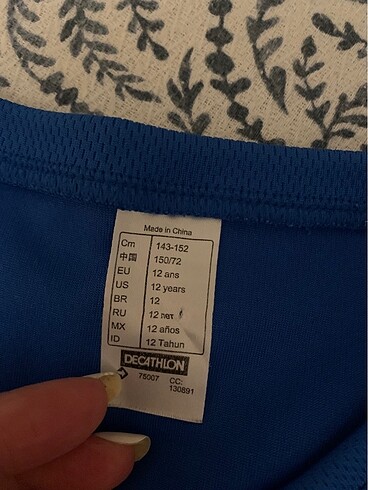 Made in China
Cm 143-152
中国 150/72
EU 12 ans
US 12 years
BR 12
RU 12 лет
MX 12 años
ID 12 Tahun
DECATHLON
75007 CC:
130891